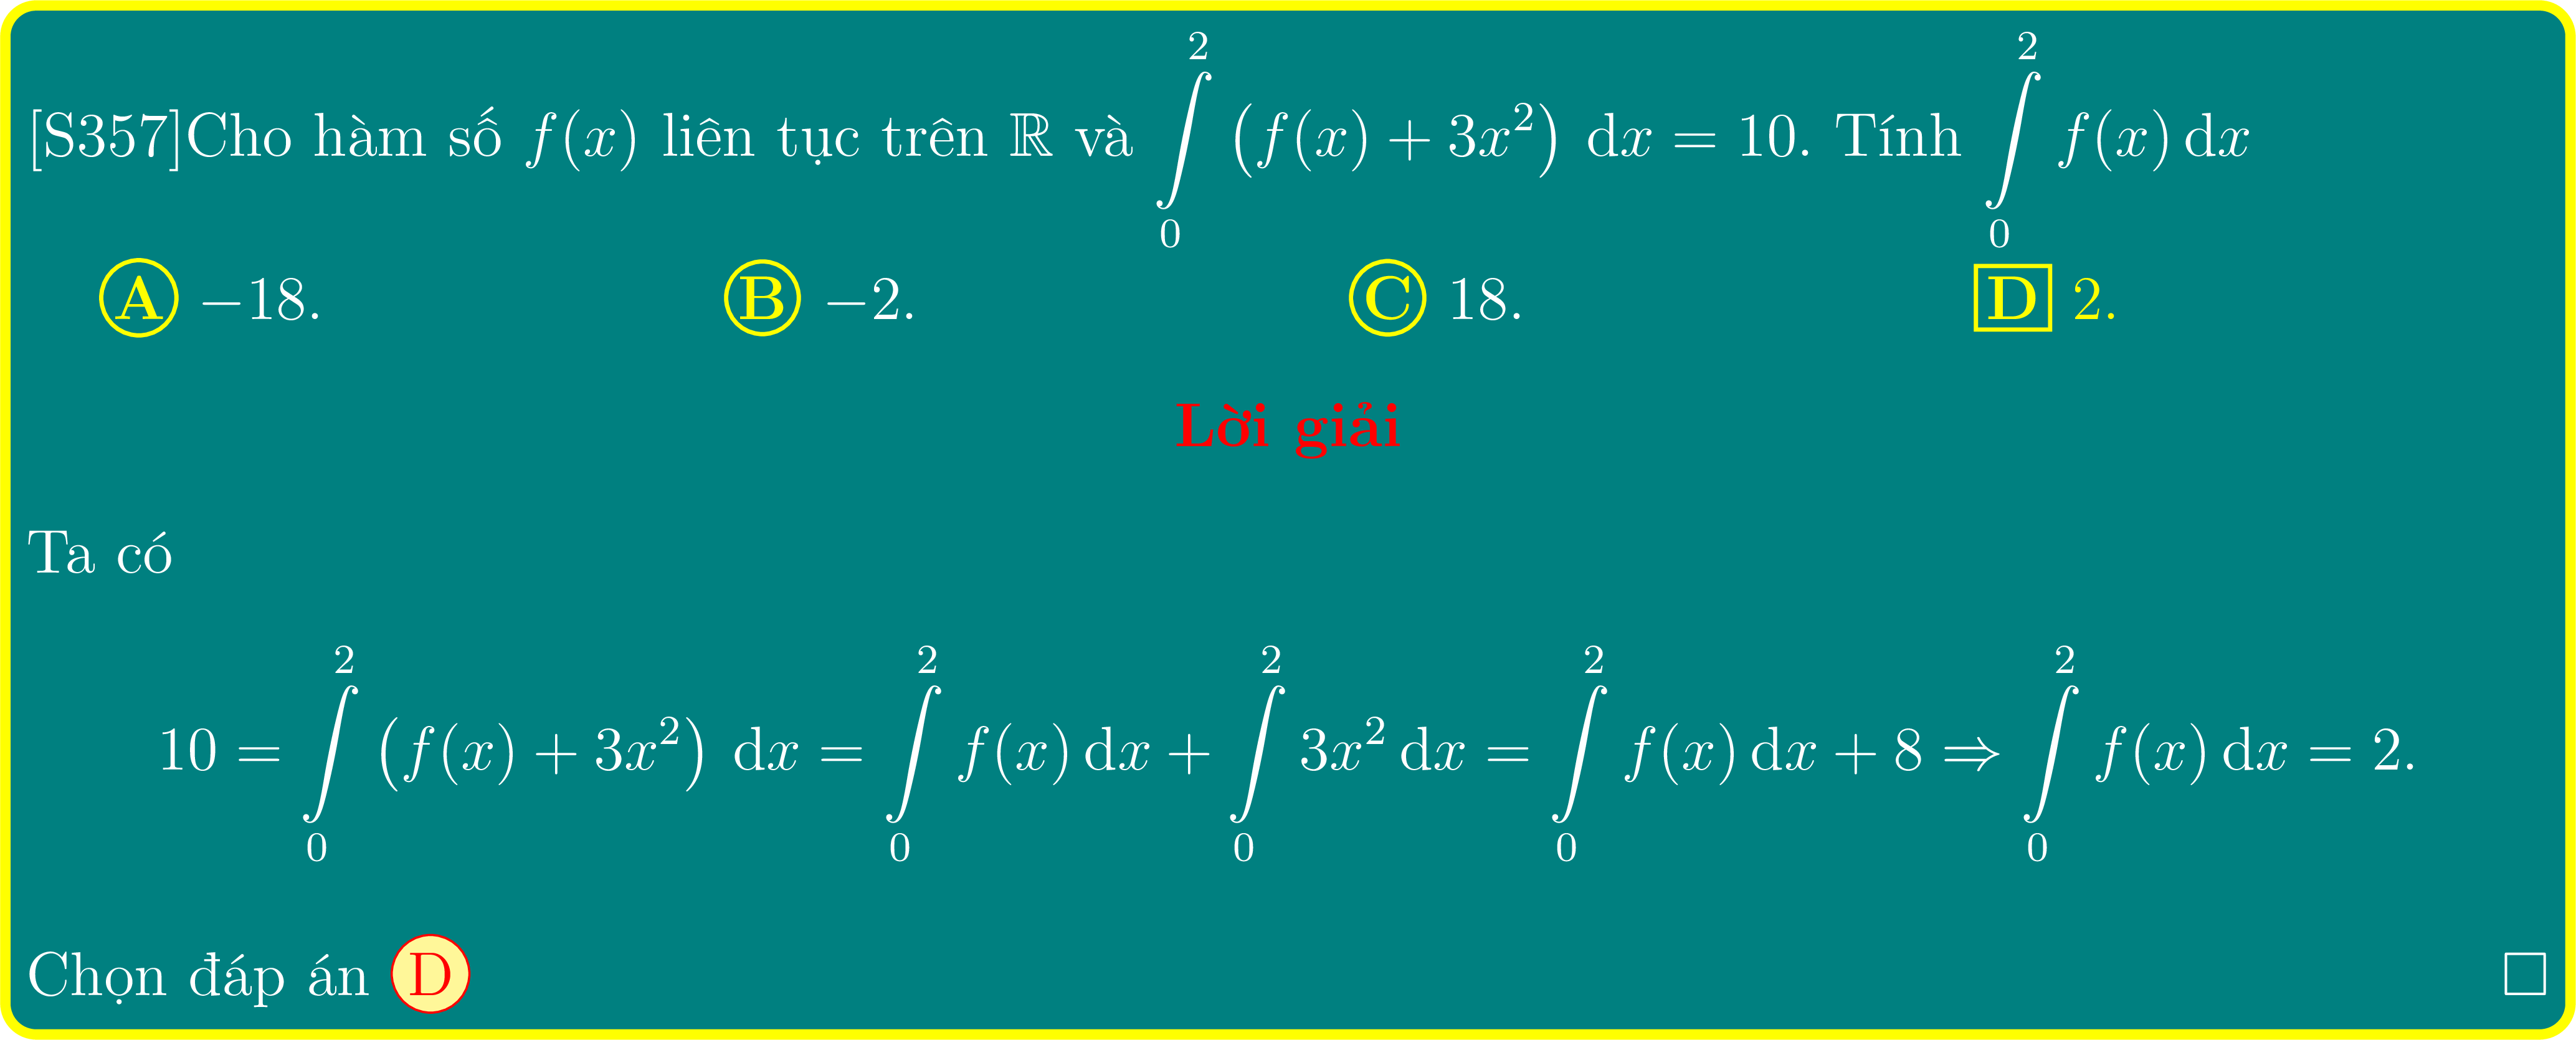 [S357]Cho hàm số $f(x)$ liên tục trên $\mathbb{R}$ và $\int\limits_0^2 \left(f(x)+3x^2\right)\,\mathrm{d}x = 10$. Tính $\int\limits_0^2 f(x)\,\mathrm{d}x$
A −18. B −2. C 18. D 2.
Lời giải
Ta có
$10 = \int\limits_0^2 \left(f(x)+3x^2\right)\,\mathrm{d}x = \int\limits_0^2 f(x)\,\mathrm{d}x + \int\limits_0^2 3x^2\,\mathrm{d}x = \int\limits_0^2 f(x)\,\mathrm{d}x + 8 \Rightarrow \int\limits_0^2 f(x)\,\mathrm{d}x = 2.$
Chọn đáp án D □